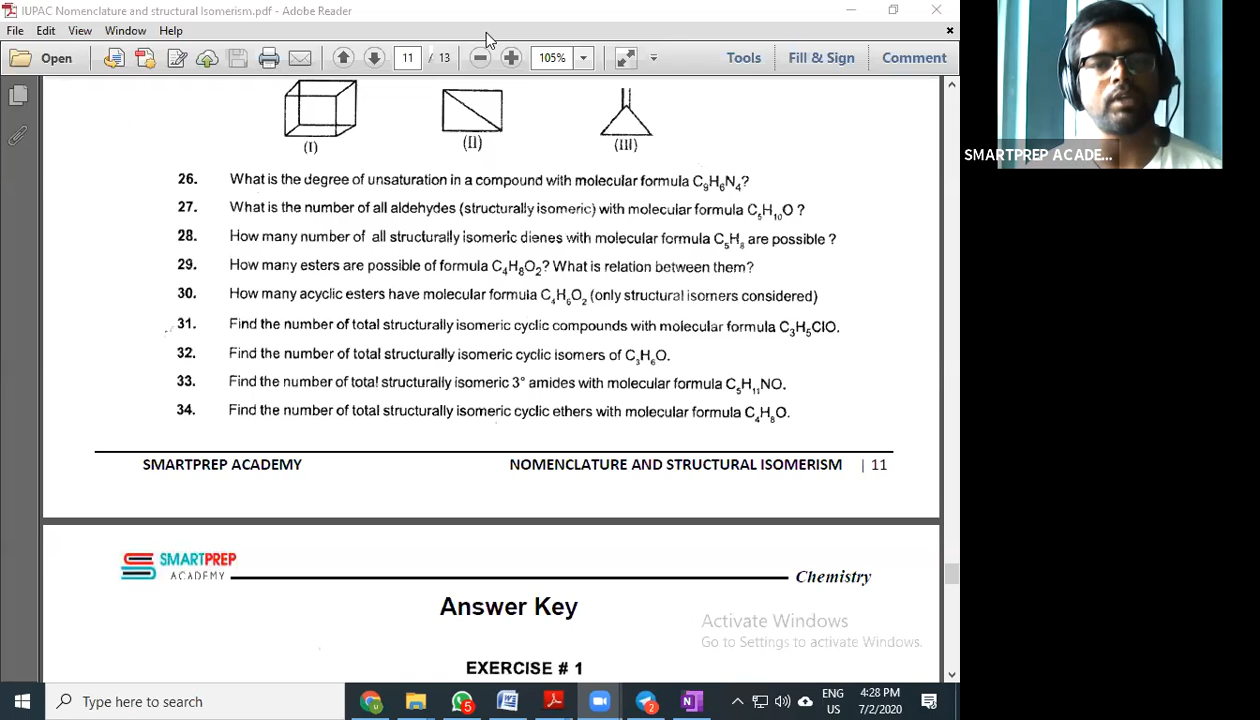 IUPAC Nomenclature and structural Isomerism.pdf - Adobe Reader
File Edit View Window Help
Open 11 / 13 105% Tools Fill & Sign Comment
(I) (II) (III)
26. What is the degree of unsaturation in a compound with molecular formula C₉H₆N₄?
27. What is the number of all aldehydes (structurally isomeric) with molecular formula C₅H₁₀O ?
28. How many number of all structurally isomeric dienes with molecular formula C₅H₈ are possible ?
29. How many esters are possible of formula C₄H₈O₂? What is relation between them?
30. How many acyclic esters have molecular formula C₄H₆O₂ (only structural isomers considered)
31. Find the number of total structurally isomeric cyclic compounds with molecular formula C₃H₅ClO.
32. Find the number of total structurally isomeric cyclic isomers of C₃H₆O.
33. Find the number of total structurally isomeric 3° amides with molecular formula C₅H₁₁NO.
34. Find the number of total structurally isomeric cyclic ethers with molecular formula C₄H₈O.
SMARTPREP ACADEMY NOMENCLATURE AND STRUCTURAL ISOMERISM | 11
SMARTPREP
ACADEMY
Chemistry
Answer Key
EXERCISE # 1
Activate Windows
Go to Settings to activate Windows.
SMARTPREP ACADE...
Type here to search
5
2
ENG
US
4:28 PM
7/2/2020